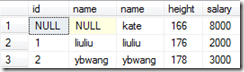 id name name height salary
1 NULL NULL kate 166 8000
2 1 liuliu liuliu 176 2000
3 2 ybwang ybwang 178 3000